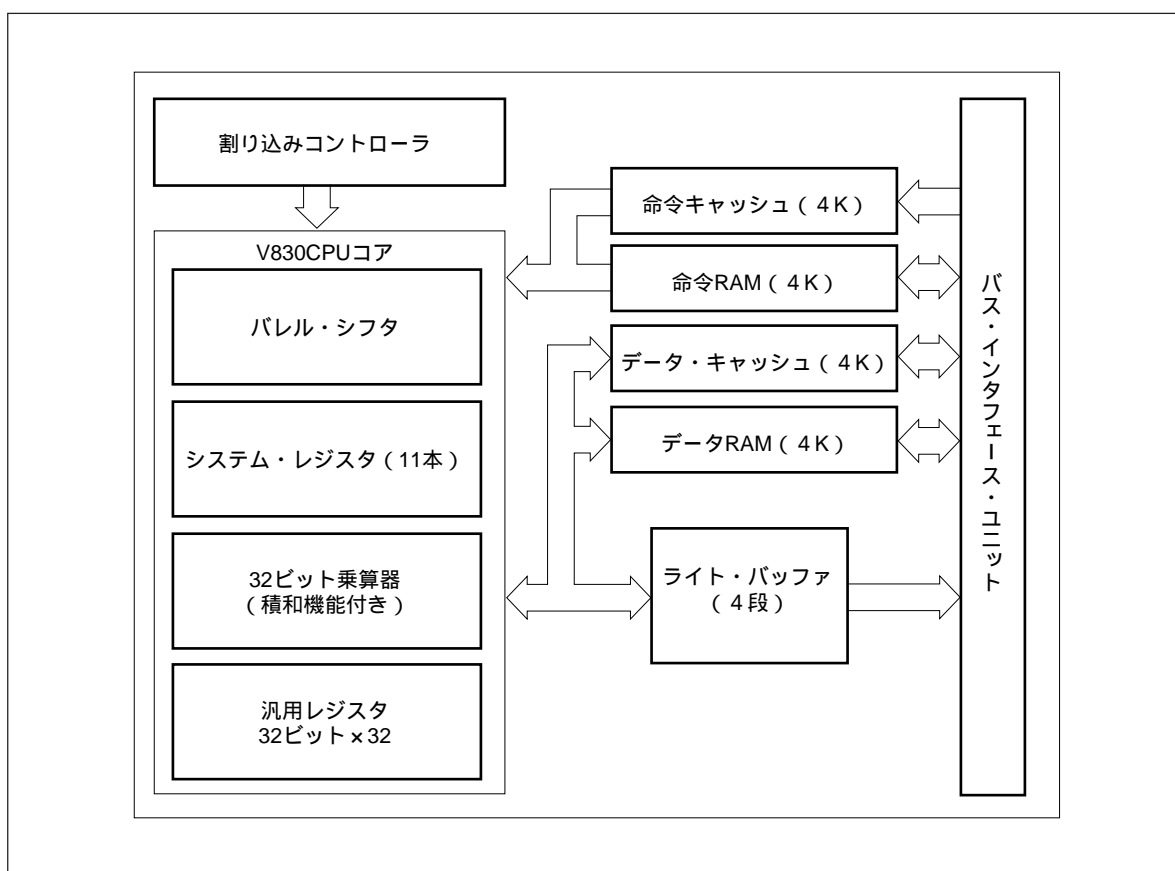 割り込みコントローラ
V830CPUコア
バレル・シフタ
システム・レジスタ(11本)
32ビット乗算器
(積和機能付き)
汎用レジスタ
32ビット×32
命令キャッシュ(4K)
命令RAM(4K)
データ・キャッシュ(4K)
データRAM(4K)
ライト・バッファ
(4段)
バス・インタフェース・ユニット